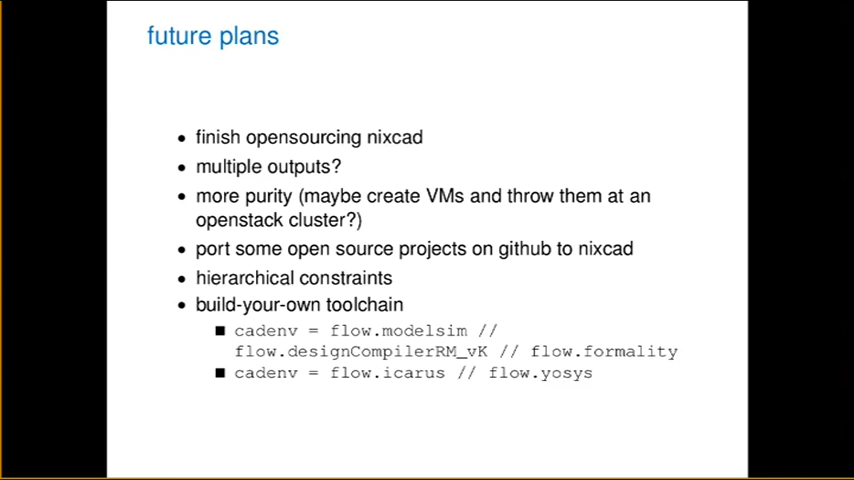 future plans
• finish opensourcing nixcad
• multiple outputs?
• more purity (maybe create VMs and throw them at an
openstack cluster?)
• port some open source projects on github to nixcad
• hierarchical constraints
• build-your-own toolchain
■ cadenv = flow.modelsim //
flow.designCompilerRM_vK // flow.formality
■ cadenv = flow.icarus // flow.yosys